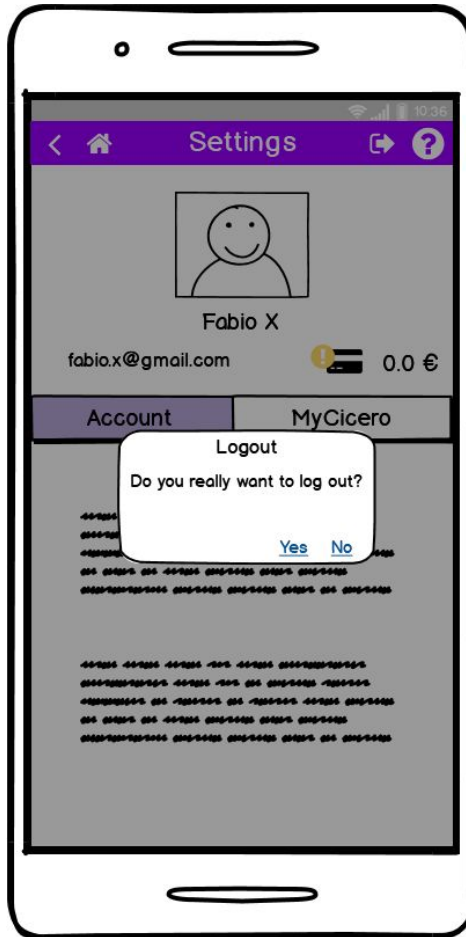 10:36
Settings
?
Fabio X
fabio.x@gmail.com
! 0.0 €
Account MyCicero
Logout
Do you really want to log out?
Yes No